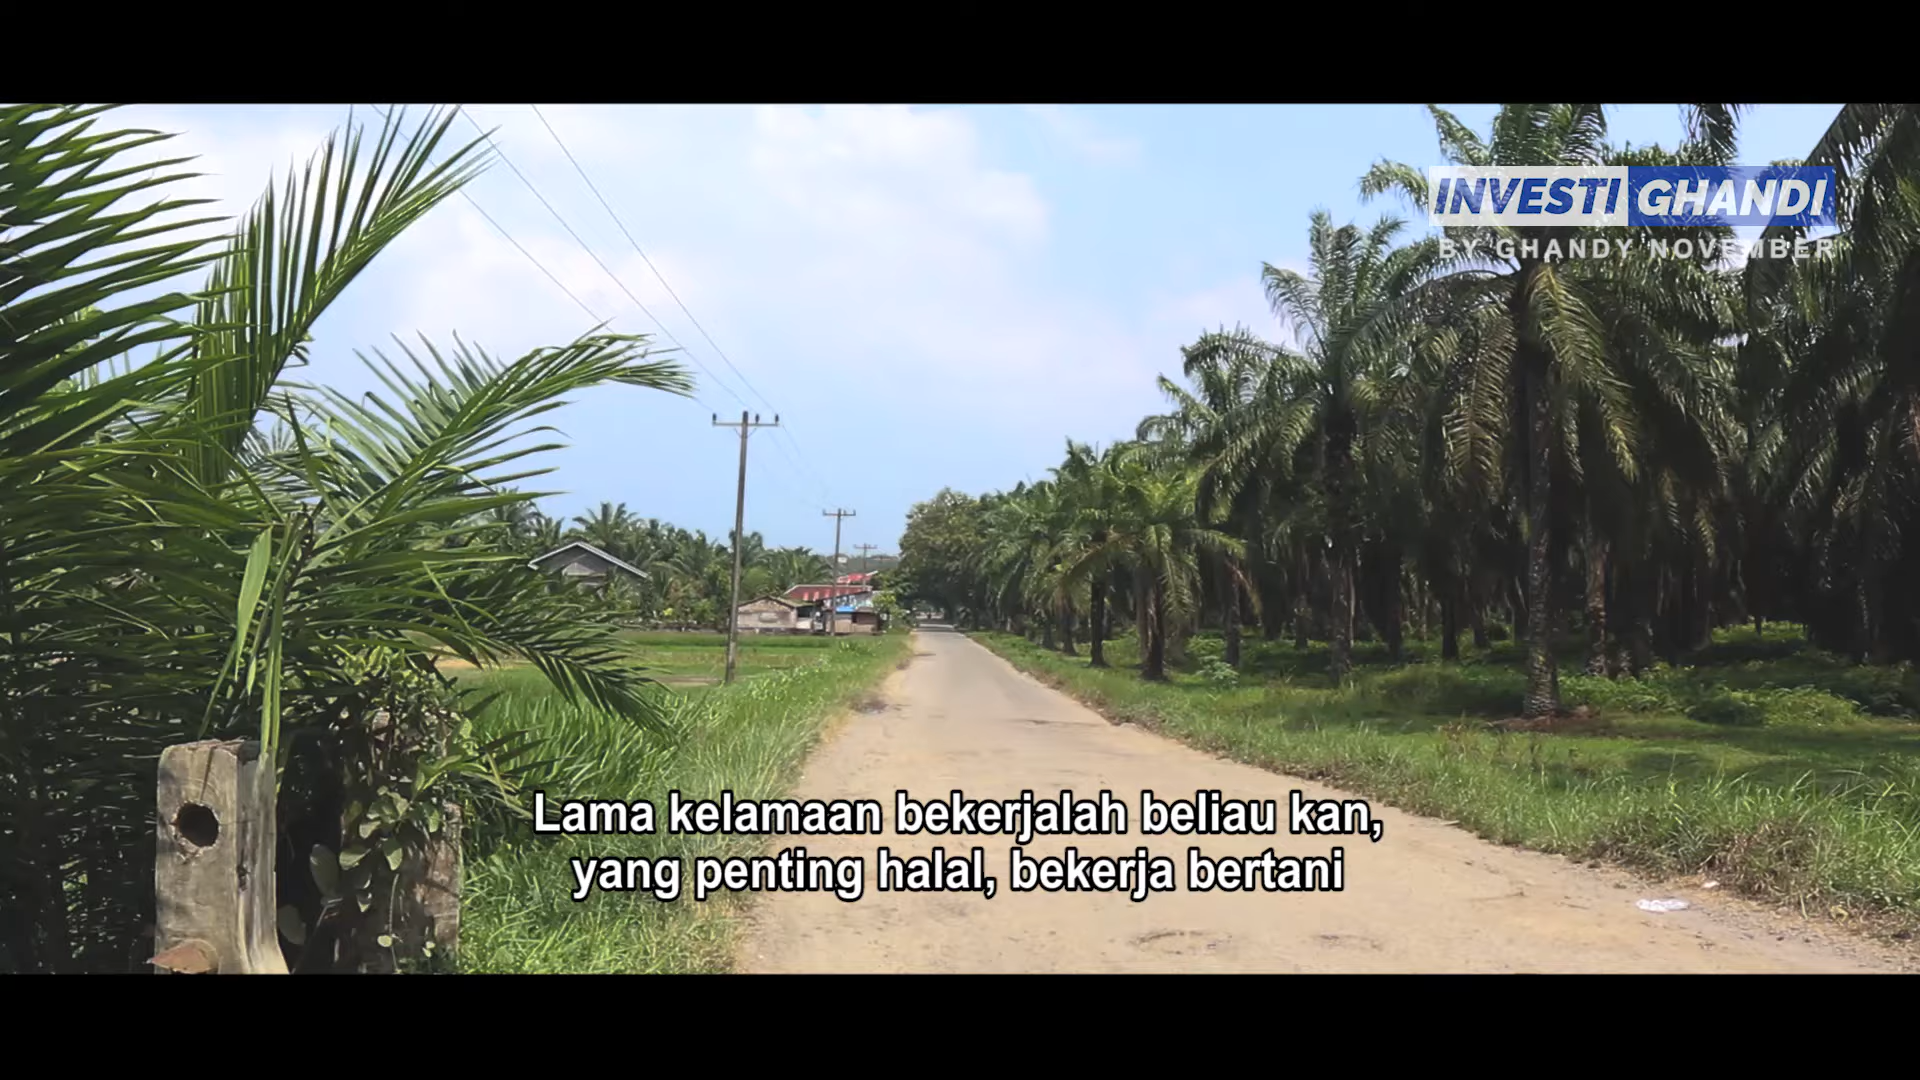 INVESTI GHANDI
BY GHANDY NOVEMBER
Lama kelamaan bekerjalah beliau kan,
yang penting halal, bekerja bertani